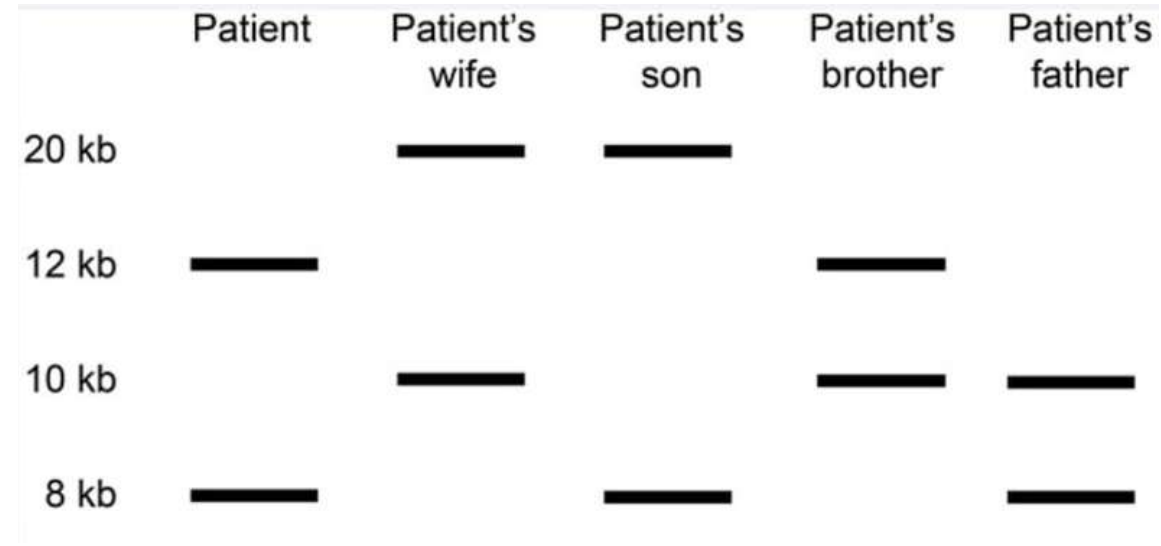 Patient
Patient's
wife
Patient's
son
Patient's
brother
Patient's
father
20 kb
12 kb
10 kb
8 kb